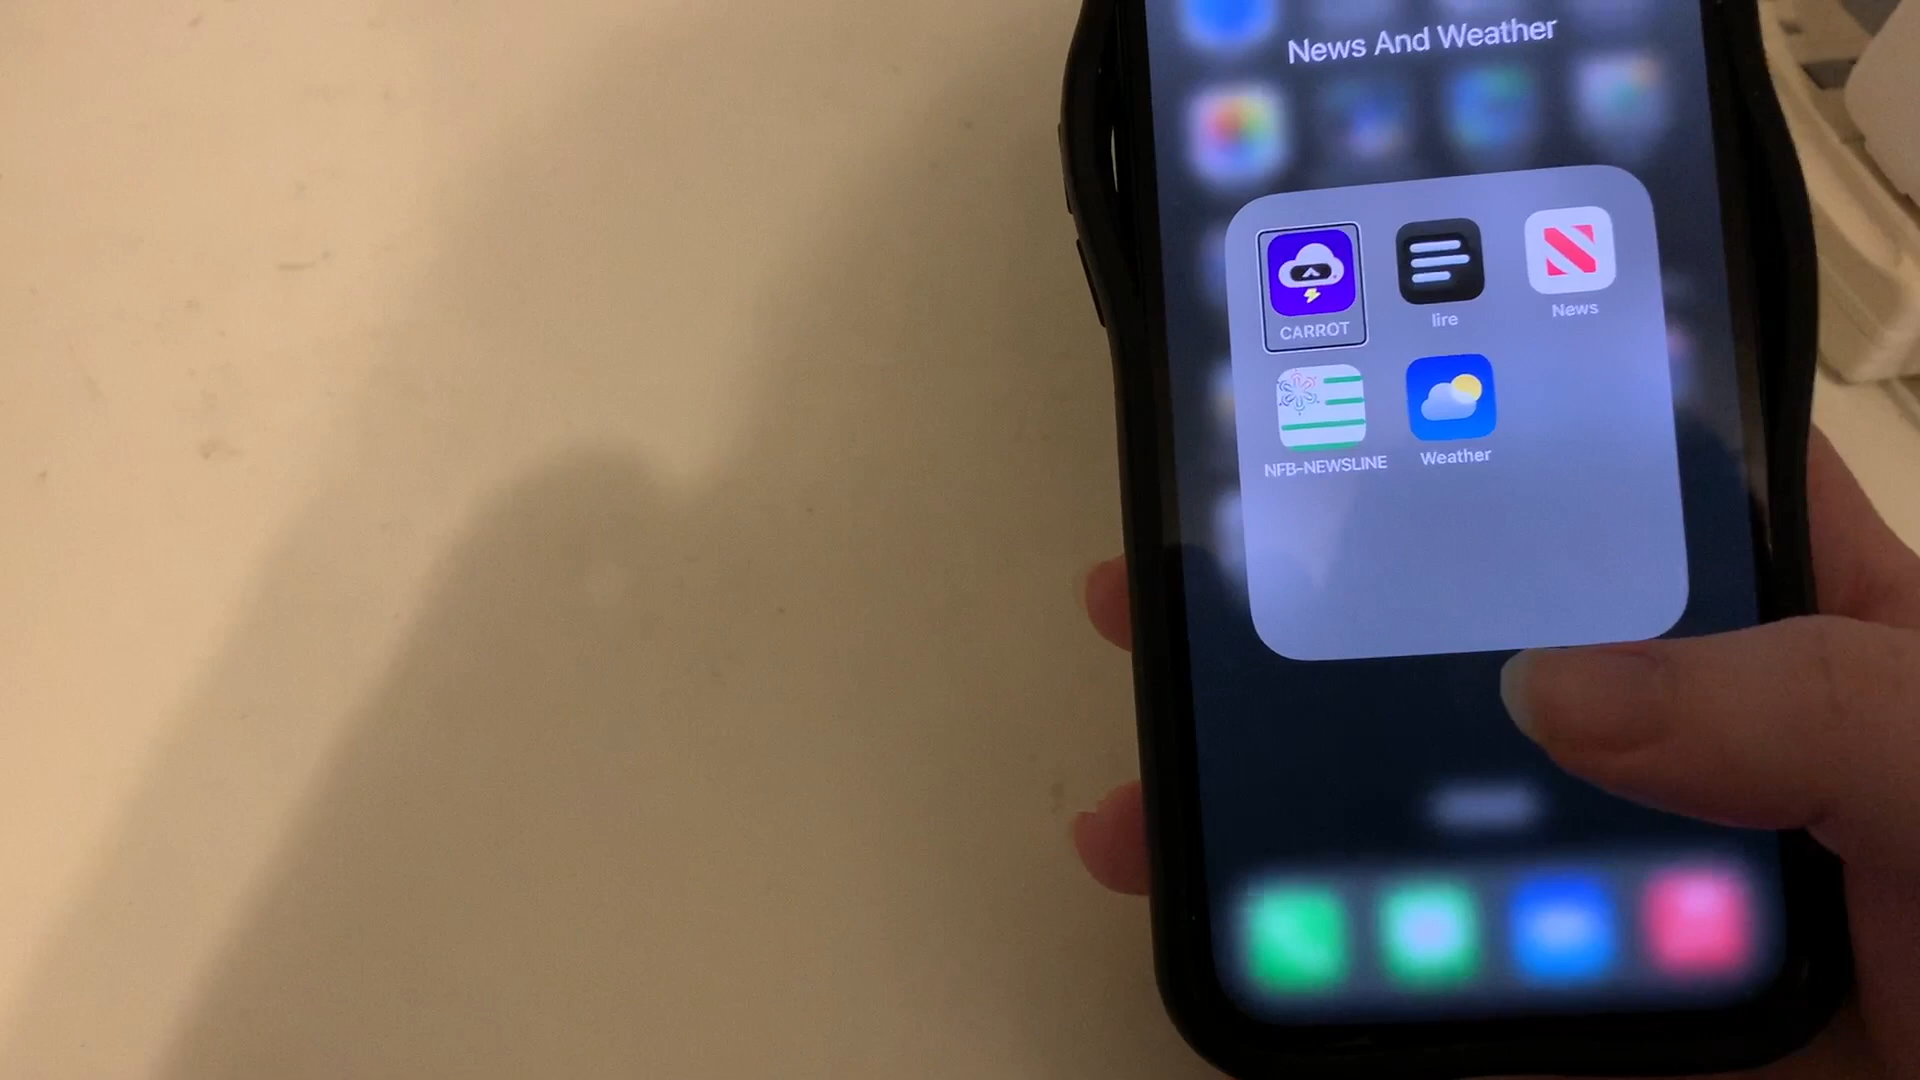 News And Weather
CARROT
lire
News
NFB-NEWSLINE
Weather